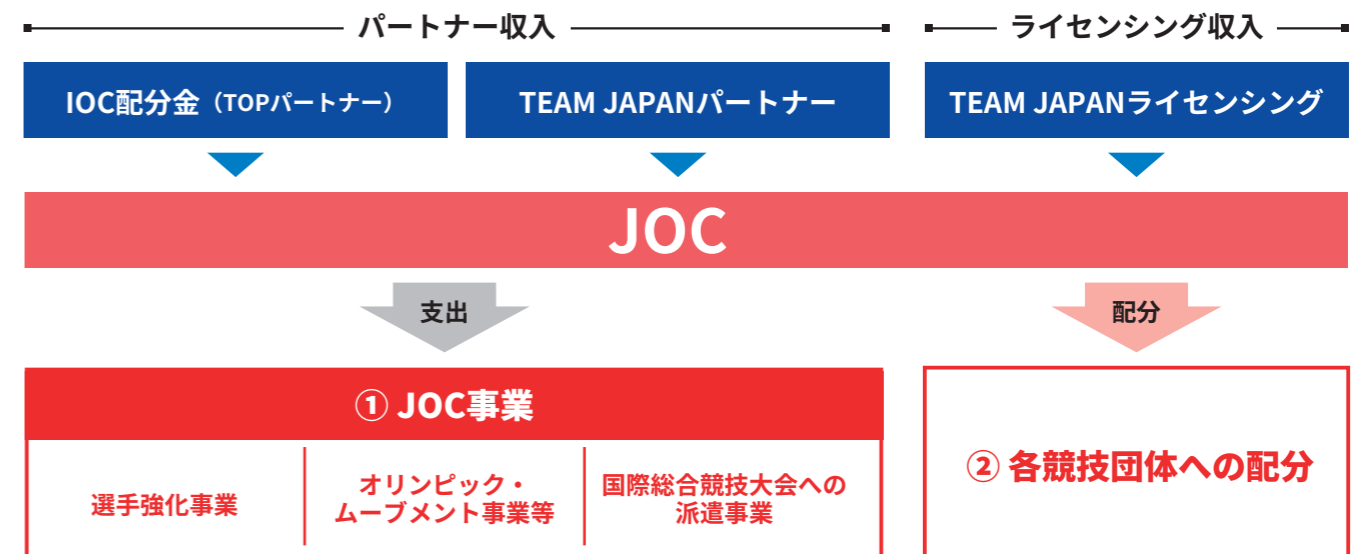 パートナー収入
ライセンシング収入
IOC配分金（TOPパートナー）
TEAM JAPANパートナー
TEAM JAPANライセンシング
JOC
支出
配分
① JOC事業
選手強化事業
オリンピック・
ムーブメント事業等
国際総合競技大会への
派遣事業
② 各競技団体への配分